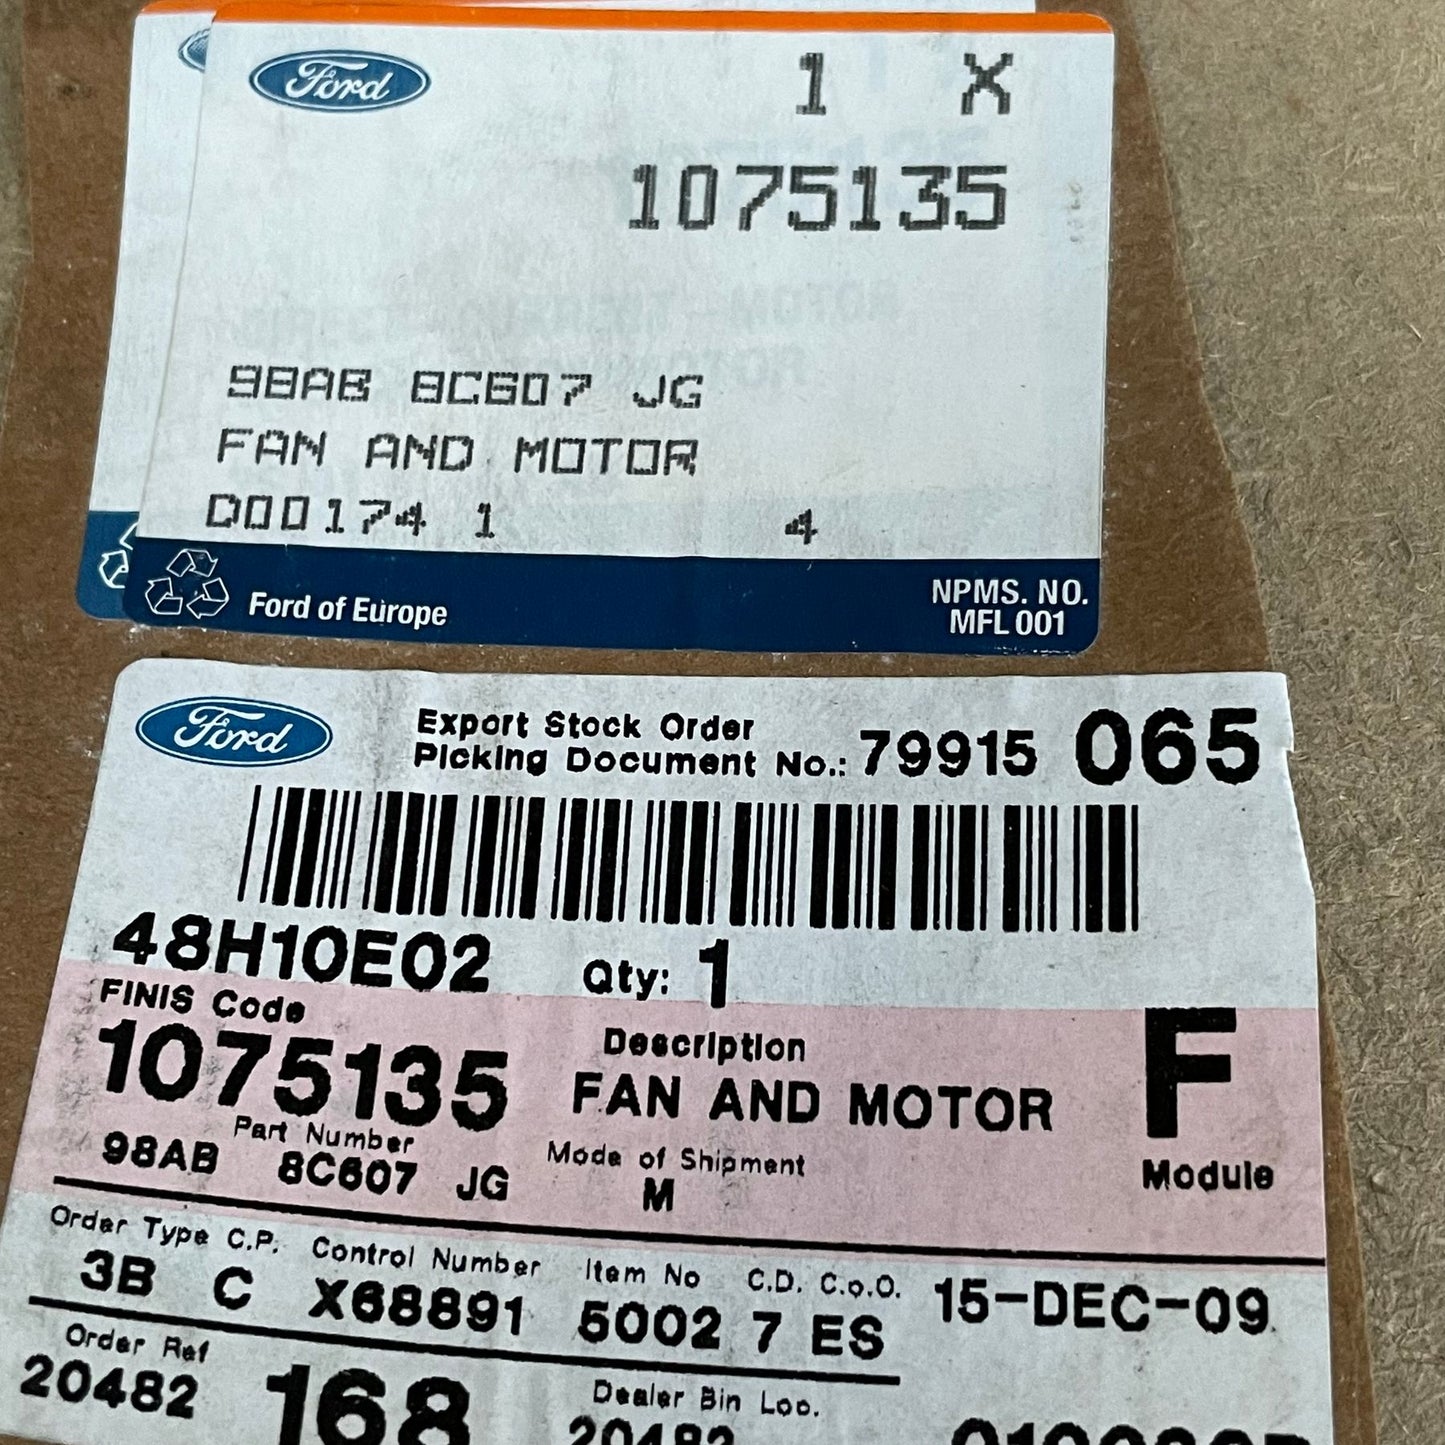 Ford
1 X
1075135
98AB 8C607 JG
FAN AND MOTOR
D00174 1 4
Ford of Europe
NPMS. NO.
MFL 001
Ford
Export Stock Order
Picking Document No.: 79915 065
48H10E02 Qty: 1
FINIS Code Description
1075135 FAN AND MOTOR F
Part Number Mode of Shipment Module
98AB 8C607 JG M
Order Type C.P. Control Number Item No C.D. C.o.O.
3B C X68891 5002 7 ES 15-DEC-09
Order Ref Dealer Bin Loc.
20482 168 20482